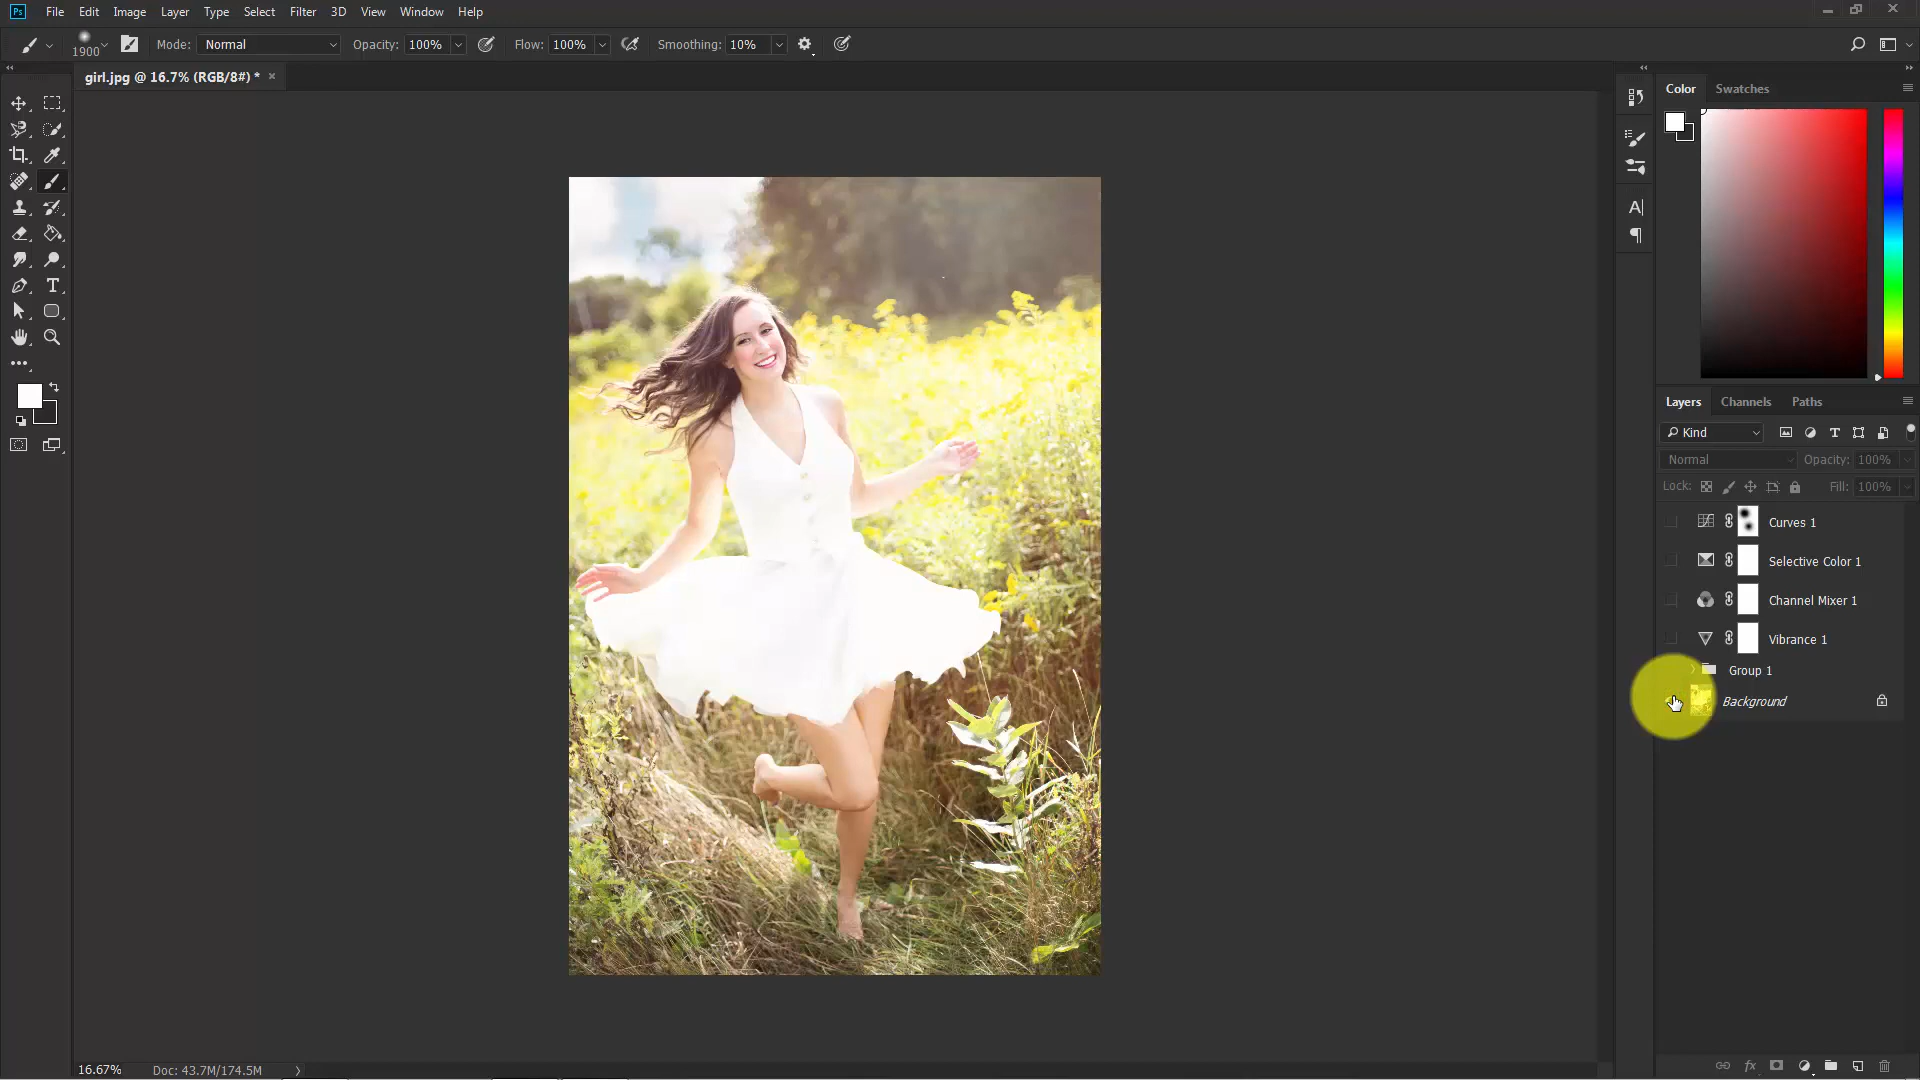 Ps File Edit Image Layer Type Select Filter 3D View Window Help
1900 Mode: Normal Opacity: 100% Flow: 100% Smoothing: 10%
girl.jpg @ 16.7% (RGB/8#) * ×
Color Swatches
Layers Channels Paths
Kind
Normal Opacity: 100%
Lock: Fill: 100%
Curves 1
Selective Color 1
Channel Mixer 1
Vibrance 1
Group 1
Background
16.67% Doc: 43.7M/174.5M